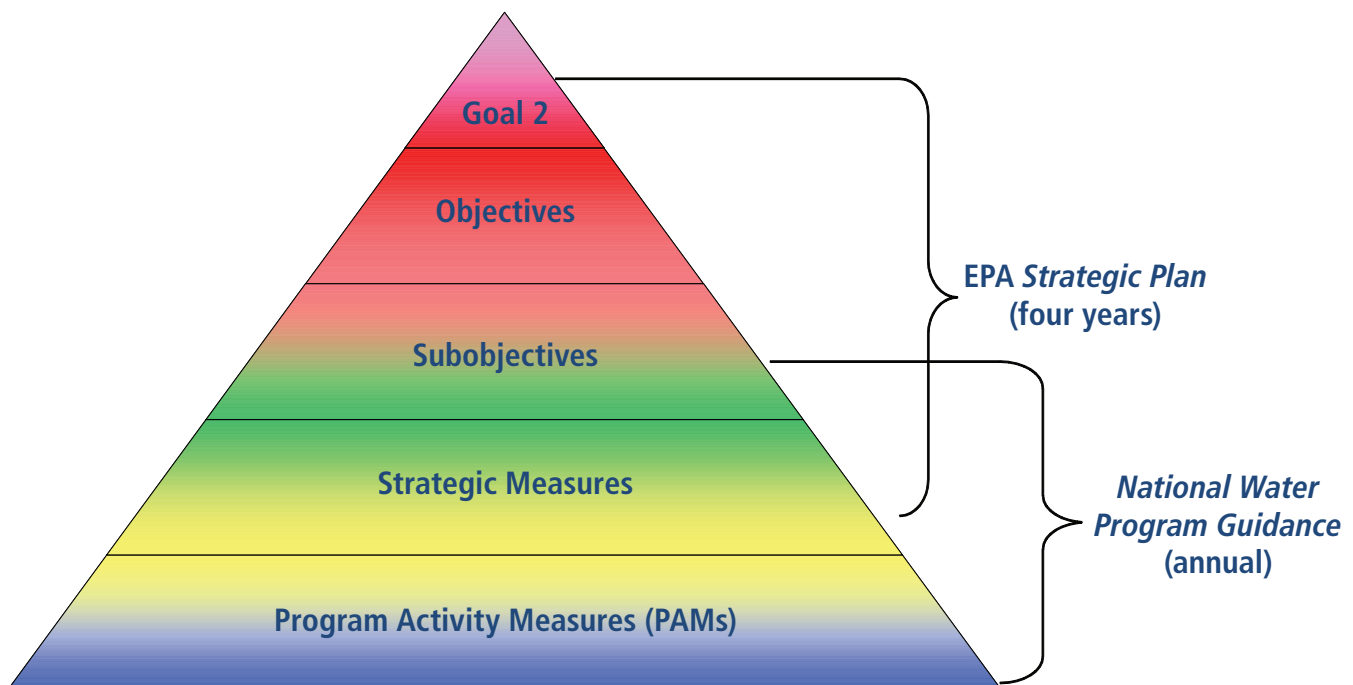 Goal 2
Objectives
Subobjectives
Strategic Measures
Program Activity Measures (PAMs)
EPA Strategic Plan
(four years)
National Water
Program Guidance
(annual)